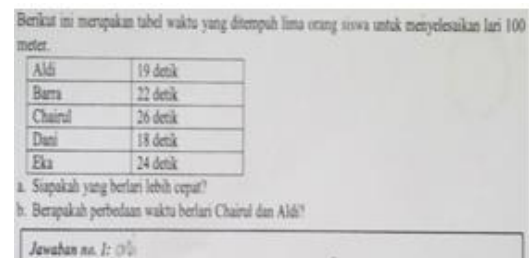 Berikut ini merupakan tabel waktu yang ditempuh lima orang siswa untuk menyelesaikan lari 100
meter.
Aldi 19 detik
Barra 22 detik
Chairul 26 detik
Dani 18 detik
Eka 24 detik
a. Siapakah yang berlari lebih cepat?
b. Berapakah perbedaan waktu berlari Chairul dan Aldi?
Jawaban no. 1: